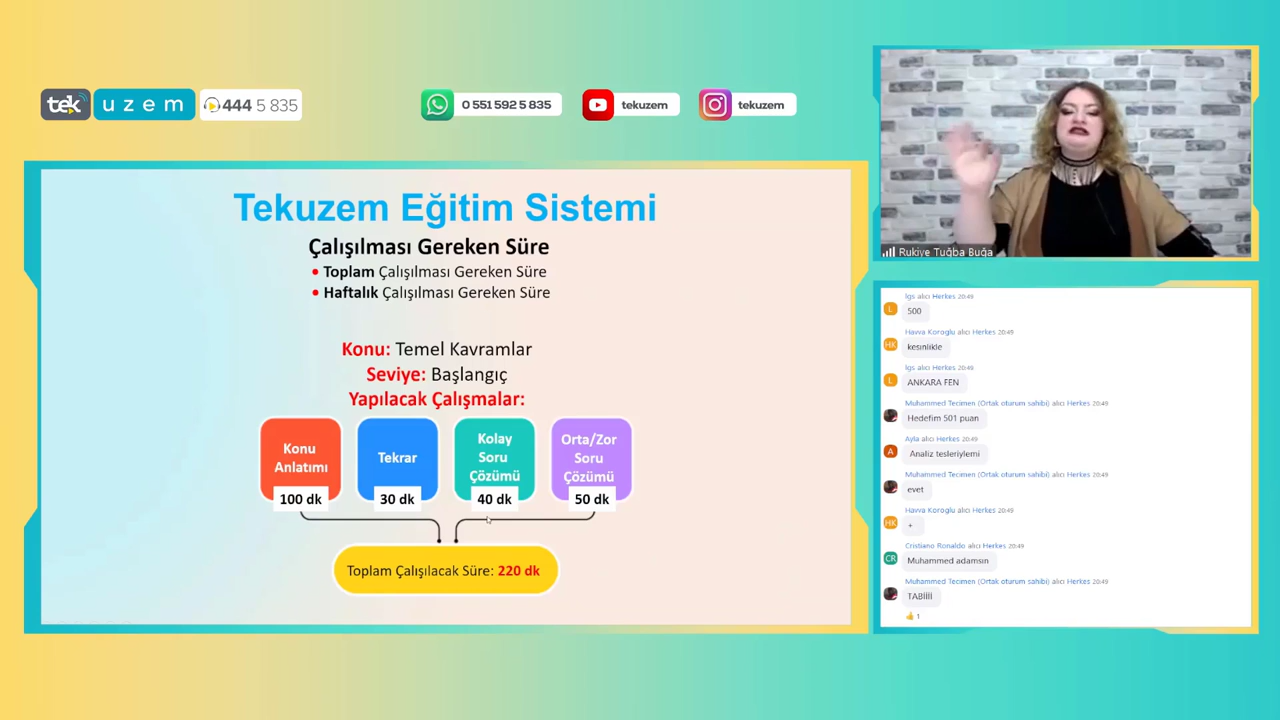 tek uzem 444 5 835
0 551 592 5 835
tekuzem
tekuzem
Tekuzem Eğitim Sistemi
Çalışılması Gereken Süre
• Toplam Çalışılması Gereken Süre
• Haftalık Çalışılması Gereken Süre
Konu: Temel Kavramlar
Seviye: Başlangıç
Yapılacak Çalışmalar:
Konu
Anlatımı
100 dk
Tekrar
30 dk
Kolay
Soru
Çözümü
40 dk
Orta/Zor
Soru
Çözümü
50 dk
Toplam Çalışılacak Süre: 220 dk
Rukiye Tuğba Buğa
lgs alıcı Herkes 20:49
L
500
Havva Koroglu alıcı Herkes 20:49
HK
kesınlıkle
lgs alıcı Herkes 20:49
L
ANKARA FEN
Muhammed Tecimen (Ortak oturum sahibi) alıcı Herkes 20:49
Hedefim 501 puan
Ayla alıcı Herkes 20:49
A
Analiz tesleriylemi
Muhammed Tecimen (Ortak oturum sahibi) alıcı Herkes 20:49
evet
Havva Koroglu alıcı Herkes 20:49
HK
+
Cristiano Ronaldo alıcı Herkes 20:49
CR
Muhammed adamsın
Muhammed Tecimen (Ortak oturum sahibi) alıcı Herkes 20:49
TABİİİİ
👍 1